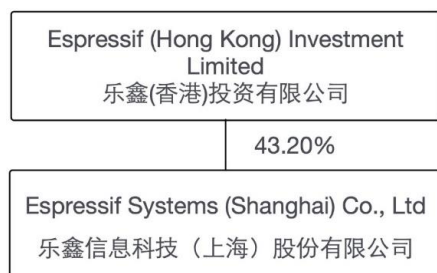 Espressif (Hong Kong) Investment
Limited
乐鑫(香港)投资有限公司
43.20%
Espressif Systems (Shanghai) Co., Ltd
乐鑫信息科技（上海）股份有限公司